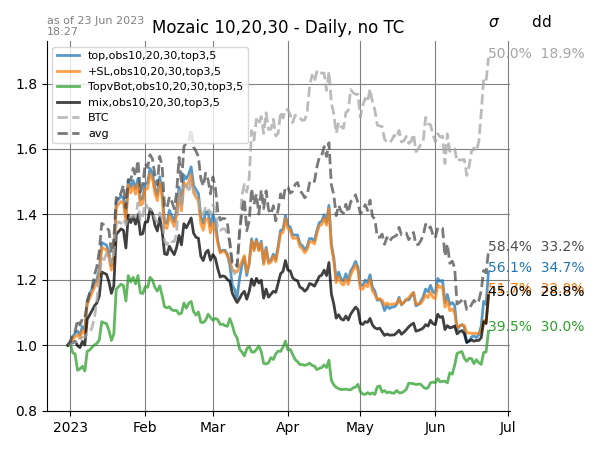 as of 23 Jun 2023
18:27
Mozaic 10,20,30 - Daily, no TC
σ dd
top,obs10,20,30,top3,5
+SL,obs10,20,30,top3,5
TopvBot,obs10,20,30,top3,5
mix,obs10,20,30,top3,5
BTC
avg
50.0% 18.9%
58.4% 33.2%
56.1% 34.7%
45.0% 28.8%
39.5% 30.0%
1.8
1.6
1.4
1.2
1.0
0.8
2023 Feb Mar Apr May Jun Jul